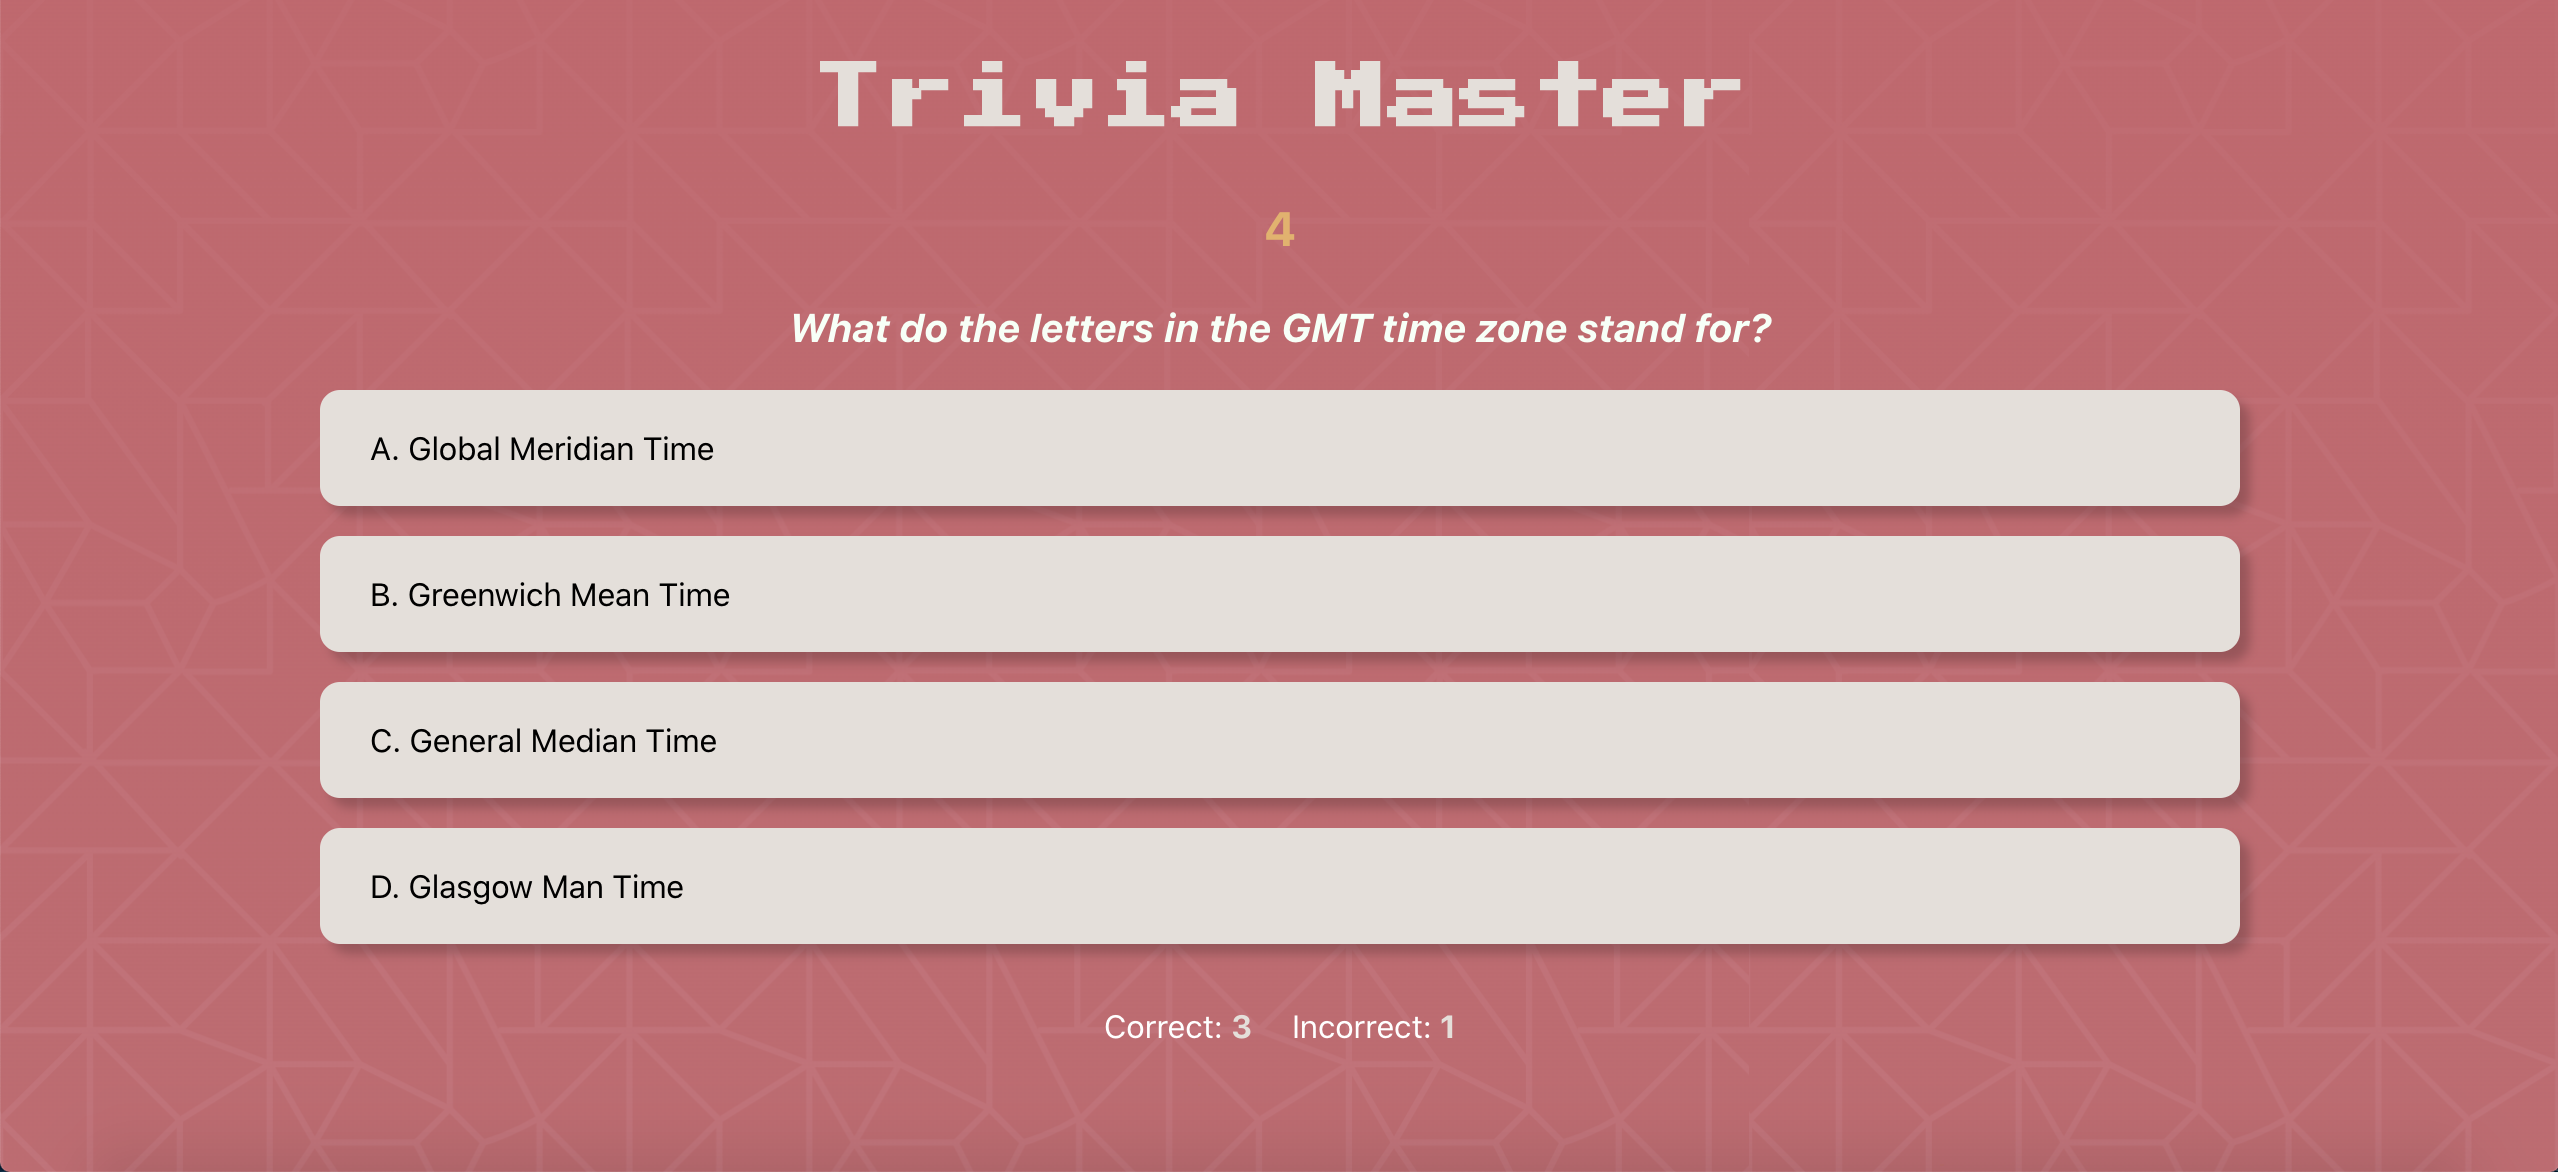 Trivia Master
4
What do the letters in the GMT time zone stand for?
A. Global Meridian Time
B. Greenwich Mean Time
C. General Median Time
D. Glasgow Man Time
Correct: 3 Incorrect: 1